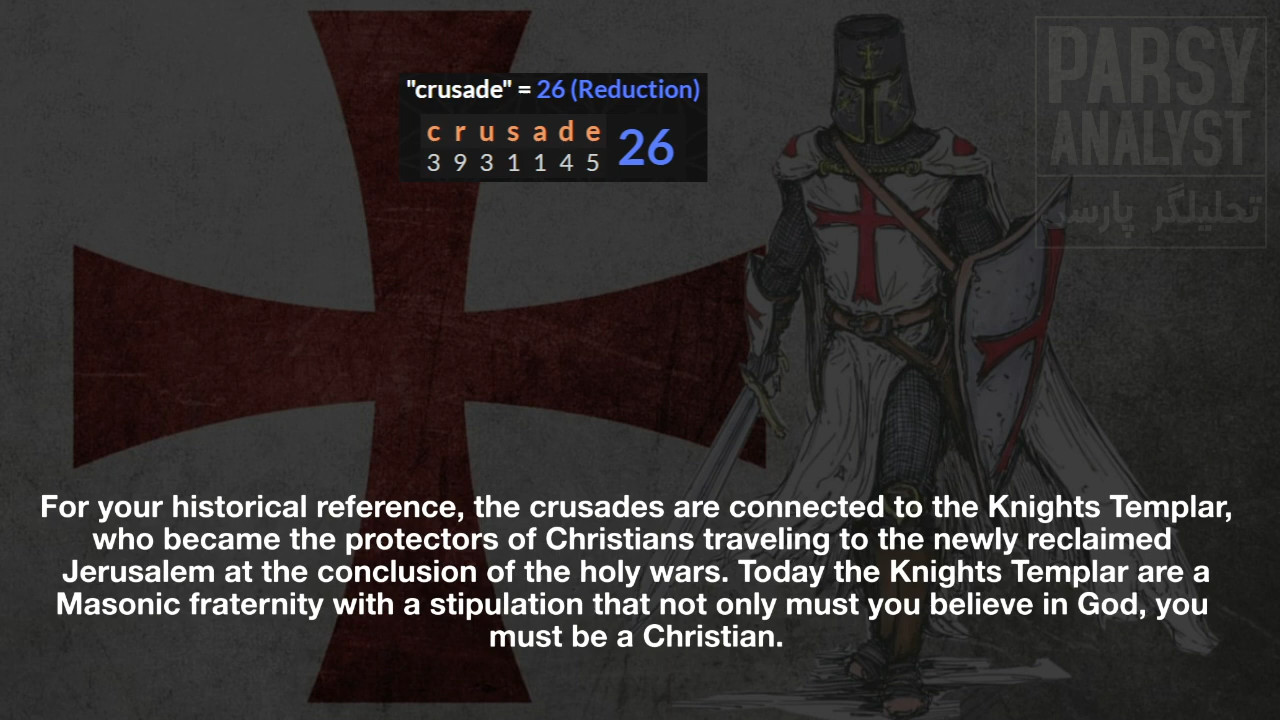 "crusade" = 26 (Reduction)
c r u s a d e 26
3 9 3 1 1 4 5
PARSY
ANALYST
تحلیلگر پارسی
For your historical reference, the crusades are connected to the Knights Templar,
who became the protectors of Christians traveling to the newly reclaimed
Jerusalem at the conclusion of the holy wars. Today the Knights Templar are a
Masonic fraternity with a stipulation that not only must you believe in God, you
must be a Christian.